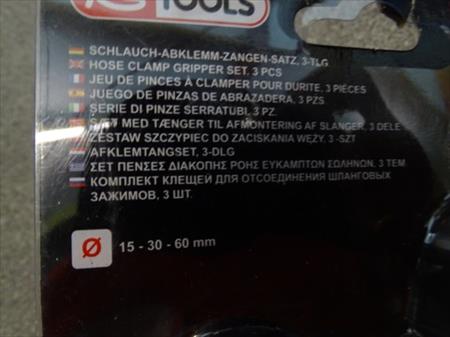 TOOLS
SCHLAUCH-ABKLEMM-ZANGEN-SATZ, 3-TLG
HOSE CLAMP GRIPPER SET, 3 PCS
JEU DE PINCES À CLAMPER POUR DURITE, 3 PIÈCES
JUEGO DE PINZAS DE ABRAZADERA, 3 PZS
SERIE DI PINZE SERRATUBI, 3 PZ.
SÆT MED TÆNGER TIL AFMONTERING AF SLANGER, 3 DELE
ZESTAW SZCZYPIEC DO ZACISKANIA WĘŻY, 3 -SZT
AFKLEMTANGSET, 3-DLG
ΣΕΤ ΠΕΝΣΕΣ ΔΙΑΚΟΠΗΣ ΡΟΗΣ ΕΥΚΑΜΠΤΩΝ ΣΩΛΗΝΩΝ, 3 ΤΕΜ
КОМПЛЕКТ КЛЕЩЕЙ ДЛЯ ОТСОЕДИНЕНИЯ ШЛАНГОВЫХ
ЗАЖИМОВ, 3 ШТ.
Ø 15 - 30 - 60 mm